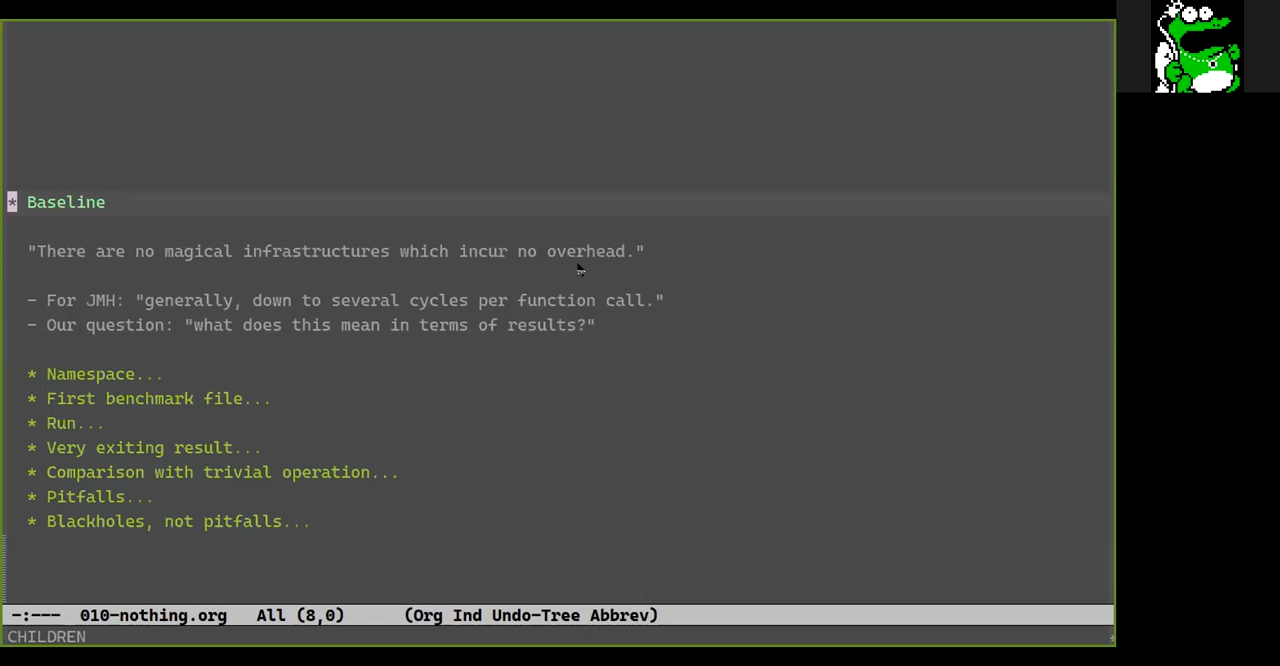 * Baseline
"There are no magical infrastructures which incur no overhead."
- For JMH: "generally, down to several cycles per function call."
- Our question: "what does this mean in terms of results?"
* Namespace...
* First benchmark file...
* Run...
* Very exiting result...
* Comparison with trivial operation...
* Pitfalls...
* Blackholes, not pitfalls...
-:--- 010-nothing.org All (8,0) (Org Ind Undo-Tree Abbrev)
CHILDREN